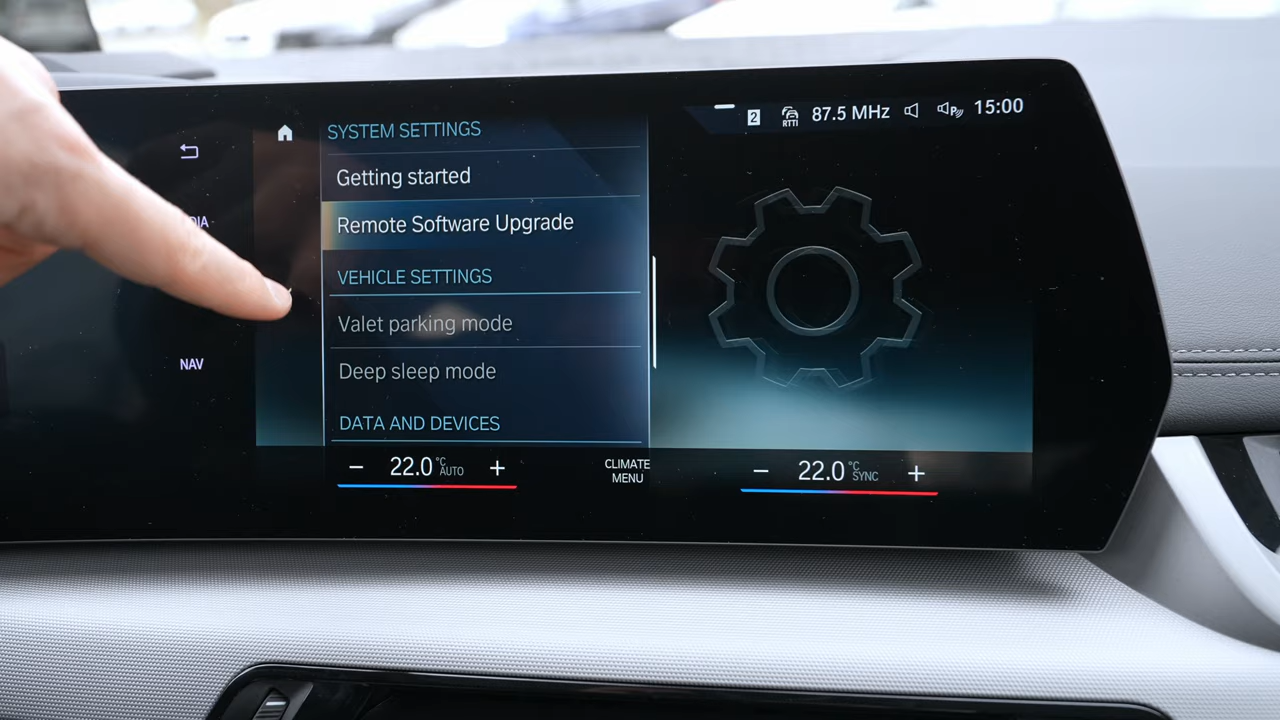 2 RTTI 87.5 MHz P 15:00
SYSTEM SETTINGS
Getting started
Remote Software Upgrade
VEHICLE SETTINGS
Valet parking mode
Deep sleep mode
DATA AND DEVICES
NAV
− 22.0 °C AUTO +
CLIMATE
MENU
− 22.0 °C SYNC +